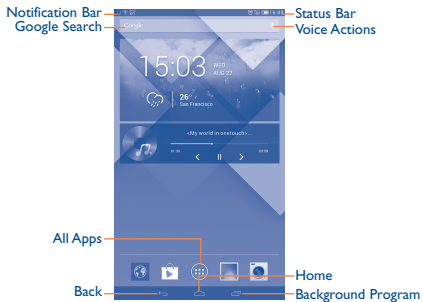 Notification Bar
Status Bar
Google Search
Google
Voice Actions
15:03
WED
AUG 22
26°
San Francisco
<My world in onetouch>...
All Apps
Home
Back
Background Program